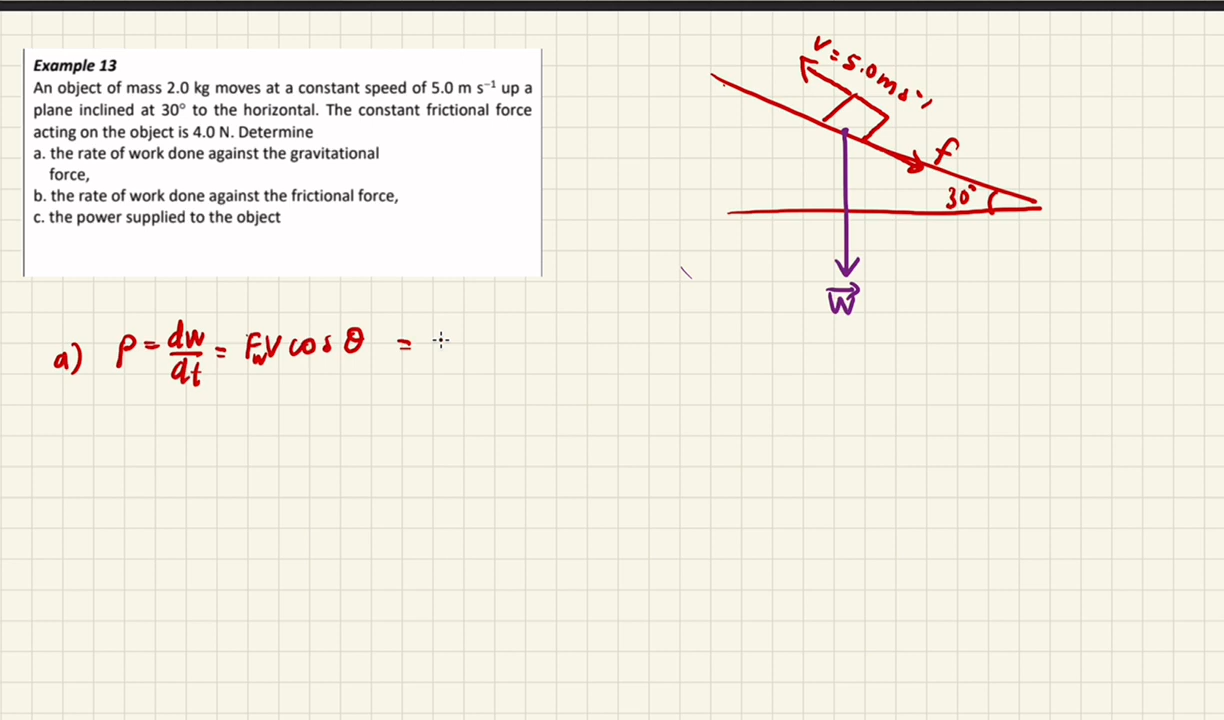 Example 13
An object of mass 2.0 kg moves at a constant speed of 5.0 m s⁻¹ up a
plane inclined at 30° to the horizontal. The constant frictional force
acting on the object is 4.0 N. Determine
a. the rate of work done against the gravitational
force,
b. the rate of work done against the frictional force,
c. the power supplied to the object
v = 5.0 m s⁻¹
f
30°
W
a) P = dw/dt = F_w V cos θ =